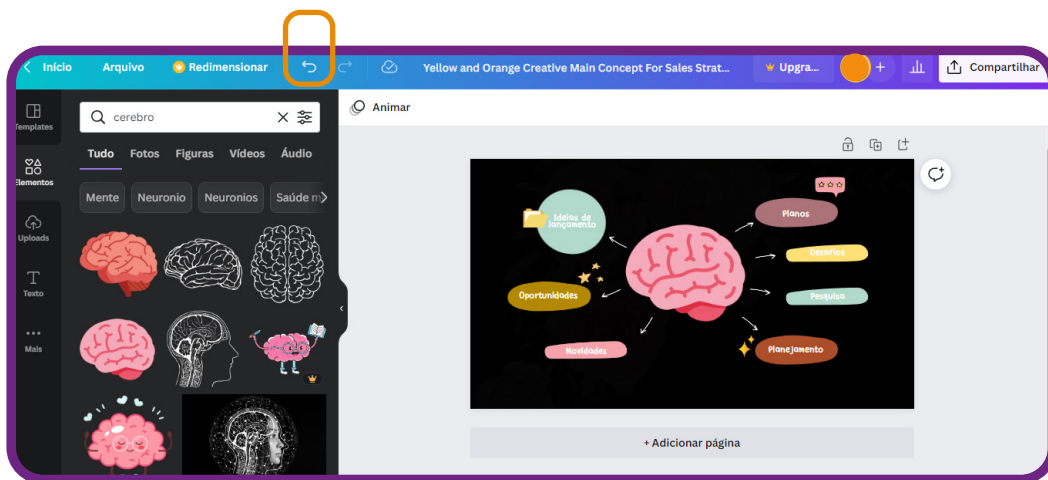 Início Arquivo Redimensionar Yellow and Orange Creative Main Concept For Sales Strat... Upgra... + Compartilhar
Templates
Elementos
Uploads
Texto
Mais
cerebro
Tudo Fotos Figuras Vídeos Áudio
Mente Neuronio Neuronios Saúde m
Animar
Ideias de
lançamento
Oportunidades
Novidades
Planos
Desafios
Pesquisa
Planejamento
+ Adicionar página